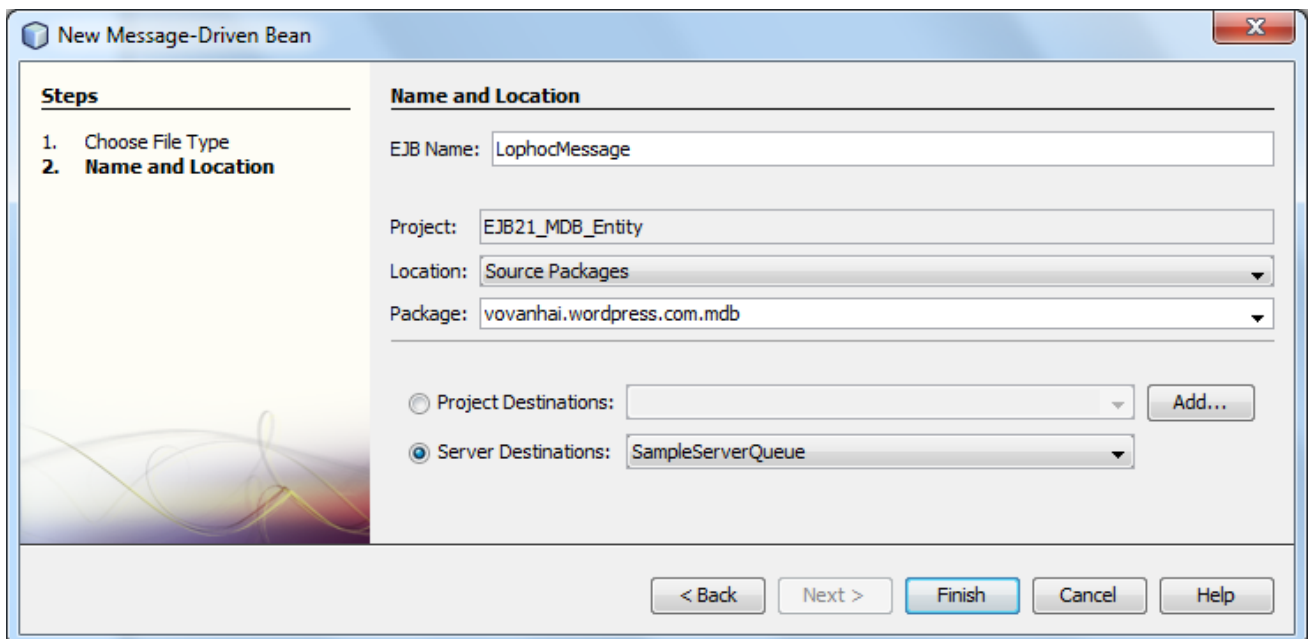 New Message-Driven Bean
Steps
1. Choose File Type
2. Name and Location
Name and Location
EJB Name: LophocMessage
Project: EJB21_MDB_Entity
Location: Source Packages
Package: vovanhai.wordpress.com.mdb
Project Destinations: Add...
Server Destinations: SampleServerQueue
< Back Next > Finish Cancel Help